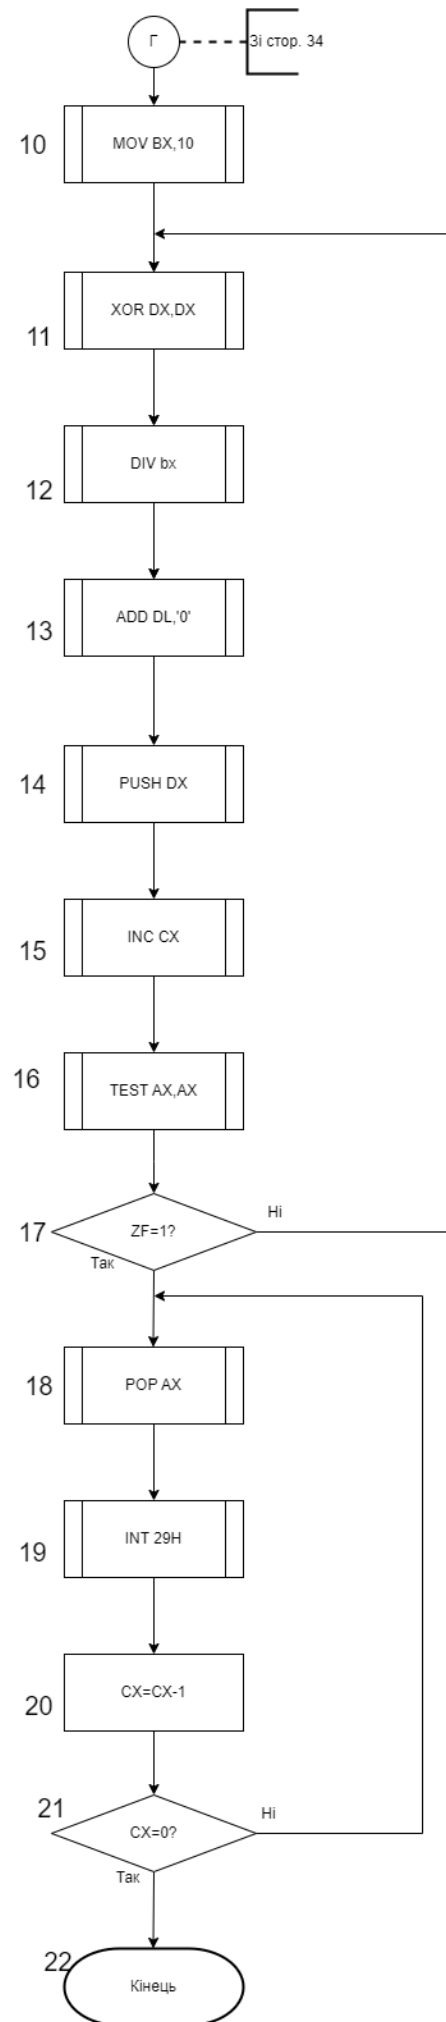 Г
Зі стор. 34
10
MOV BX,10
XOR DX,DX
11
DIV bx
12
ADD DL,'0'
13
PUSH DX
14
INC CX
15
16
TEST AX,AX
Ні
17
ZF=1?
Так
POP AX
18
INT 29H
19
CX=CX-1
20
21
Ні
CX=0?
Так
22
Кінець